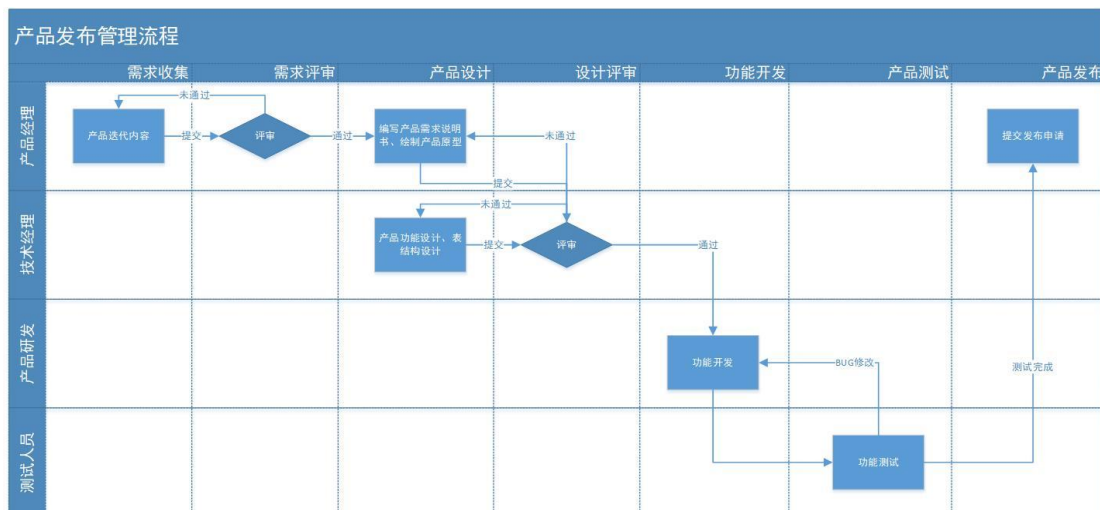 产品发布管理流程
需求收集
需求评审
产品设计
设计评审
功能开发
产品测试
产品发布
产品经理
未通过
产品迭代内容
提交
评审
通过
编写产品需求说明
书、绘制产品原型
未通过
提交
提交发布申请
技术经理
未通过
产品功能设计、表
结构设计
提交
评审
通过
产品研发
功能开发
BUG修改
测试完成
测试人员
功能测试